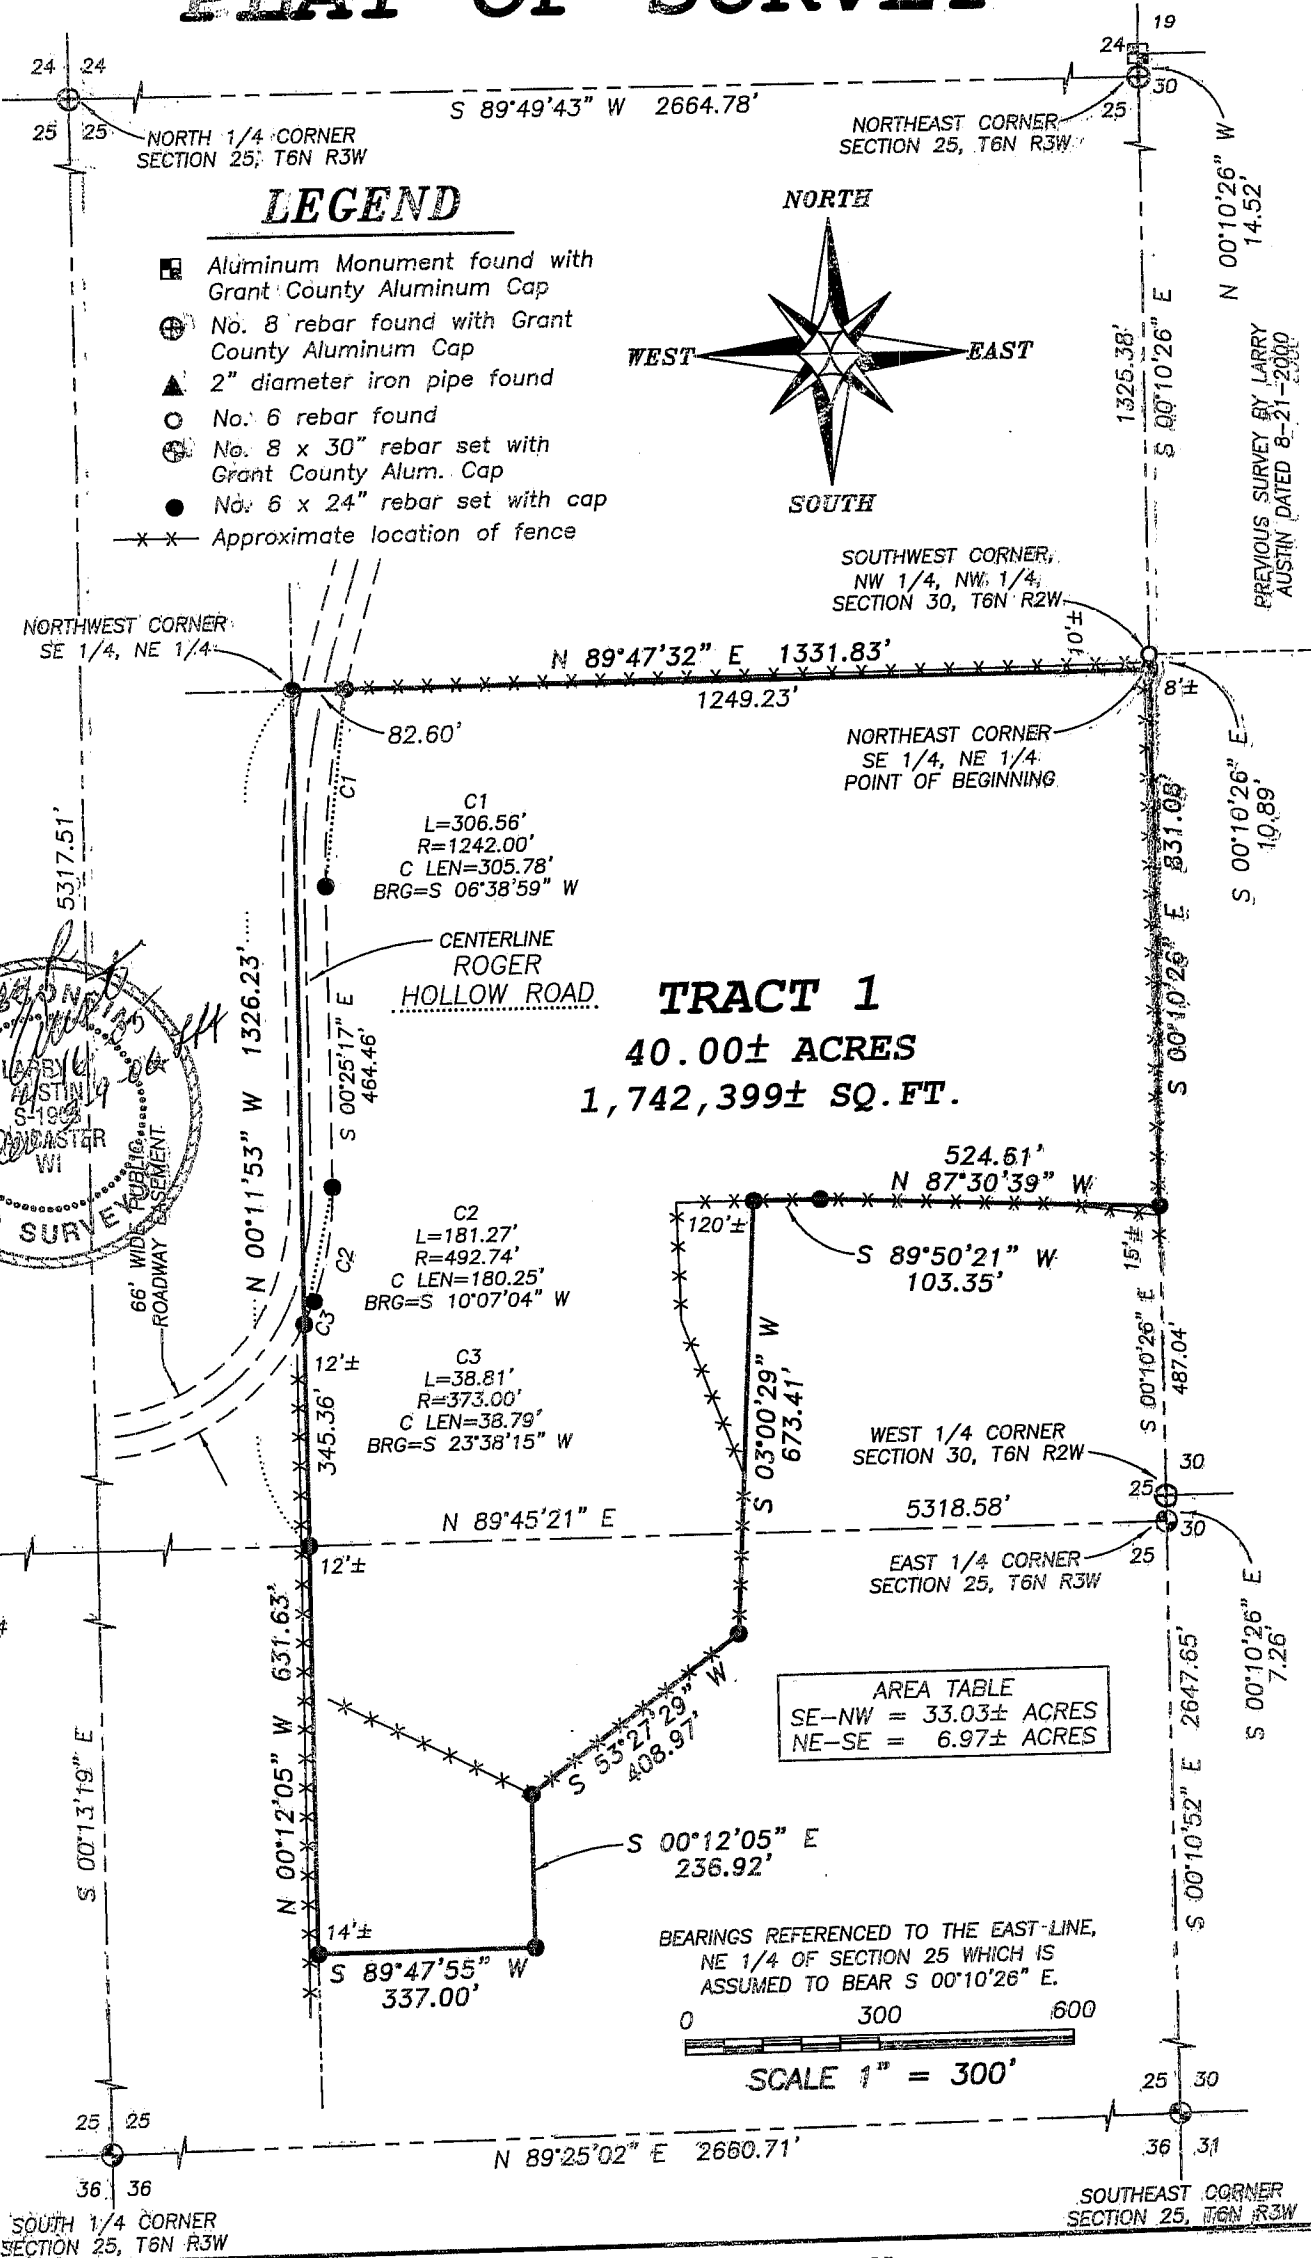 PLAT OF SURVEY
19
24
30
25
24 24
25 25
S 89°49'43" W 2664.78'
NORTH 1/4 CORNER
SECTION 25, T6N R3W
NORTHEAST CORNER
SECTION 25, T6N R3W
N 00°10'26" W
14.52'
LEGEND
Aluminum Monument found with
Grant County Aluminum Cap
No. 8 rebar found with Grant
County Aluminum Cap
2" diameter iron pipe found
No. 6 rebar found
No. 8 x 30" rebar set with
Grant County Alum. Cap
No. 6 x 24" rebar set with cap
Approximate location of fence
NORTH
WEST
EAST
SOUTH
1325.38'
S 00°10'26" E
PREVIOUS SURVEY BY LARRY
AUSTIN DATED 8-21-2000
SOUTHWEST CORNER,
NW 1/4, NW 1/4,
SECTION 30, T6N R2W
NORTHWEST CORNER
SE 1/4, NE 1/4
N 89°47'32" E 1331.83'
10'±
1249.23'
8'±
82.60'
NORTHEAST CORNER
SE 1/4, NE 1/4
POINT OF BEGINNING
S 00°10'26" E
10.89'
C1
C1
L=306.56'
R=1242.00'
C LEN=305.78'
BRG=S 06°38'59" W
5317.51'
S 00°10'26" E 831.05'
CENTERLINE
ROGER
HOLLOW ROAD
N 00°11'53" W 1326.23'
S 00°25'17" E
464.46'
TRACT 1
40.00± ACRES
1,742,399± SQ.FT.
LARRY
AUSTIN
LANCASTER
WI
SURVEY
66' WIDE PUBLIC
ROADWAY EASEMENT
524.61'
N 87°30'39" W
120'±
S 89°50'21" W
103.35'
15'±
C2
C2
L=181.27'
R=492.74'
C LEN=180.25'
BRG=S 10°07'04" W
C3
C3
L=38.81'
R=373.00'
C LEN=38.79'
BRG=S 23°38'15" W
12'±
345.36'
S 03°00'29" W
673.41'
S 00°10'26" E
487.04'
WEST 1/4 CORNER
SECTION 30, T6N R2W
30
25
N 89°45'21" E
5318.58'
30
25
12'±
EAST 1/4 CORNER
SECTION 25, T6N R3W
S 00°10'26" E
7.26'
N 00°12'05" W 631.63'
S 53°27'29" W
408.97'
AREA TABLE
SE-NW = 33.03± ACRES
NE-SE = 6.97± ACRES
S 00°13'19" E
S 00°12'05" E
236.92'
S 00°10'52" E 2647.65'
14'±
S 89°47'55" W
337.00'
BEARINGS REFERENCED TO THE EAST LINE,
NE 1/4 OF SECTION 25 WHICH IS
ASSUMED TO BEAR S 00°10'26" E.
0 300 600
SCALE 1" = 300'
25 30
36 31
25 25
36 36
N 89°25'02" E 2660.71'
SOUTH 1/4 CORNER
SECTION 25, T6N R3W
SOUTHEAST CORNER
SECTION 25, T6N R3W